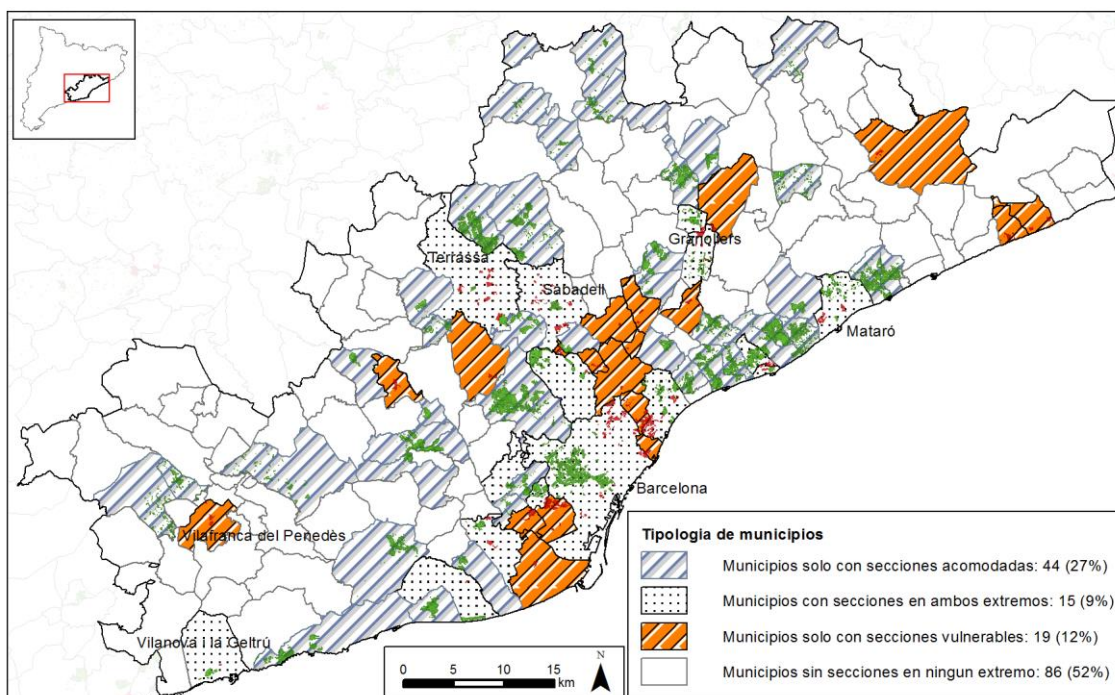 Granollers
Terrassa
Sabadell
Mataró
Barcelona
Vilafranca del Penedès
Vilanova i la Geltrú
N
0 5 10 15
km
Tipologia de municipios
Municipios solo con secciones acomodadas: 44 (27%)
Municipios con secciones en ambos extremos: 15 (9%)
Municipios solo con secciones vulnerables: 19 (12%)
Municipios sin secciones en ningun extremo: 86 (52%)